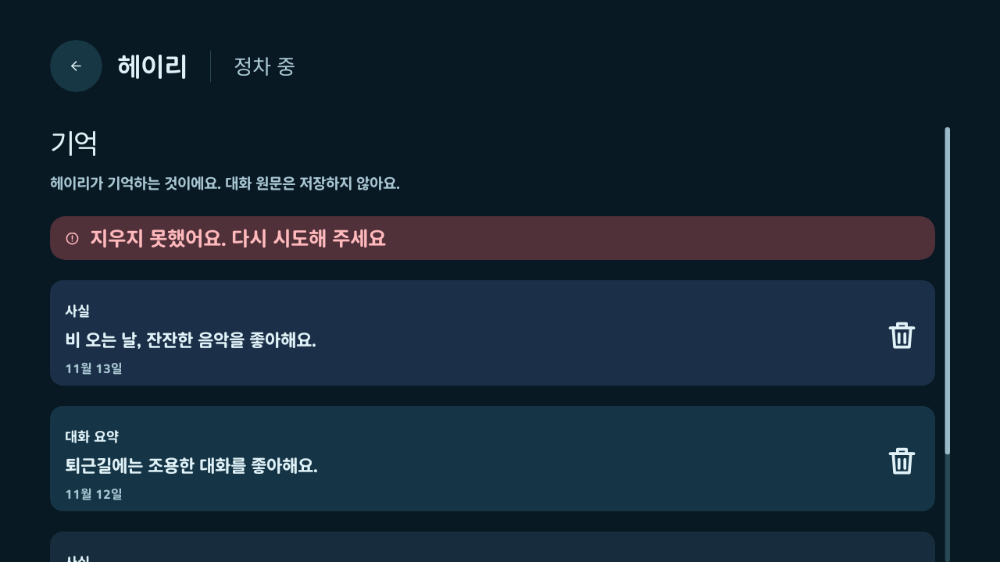 헤이리
정차 중
기억
헤이리가 기억하는 것이에요. 대화 원문은 저장하지 않아요.
지우지 못했어요. 다시 시도해 주세요
사실
비 오는 날, 잔잔한 음악을 좋아해요.
11월 13일
대화 요약
퇴근길에는 조용한 대화를 좋아해요.
11월 12일
사실